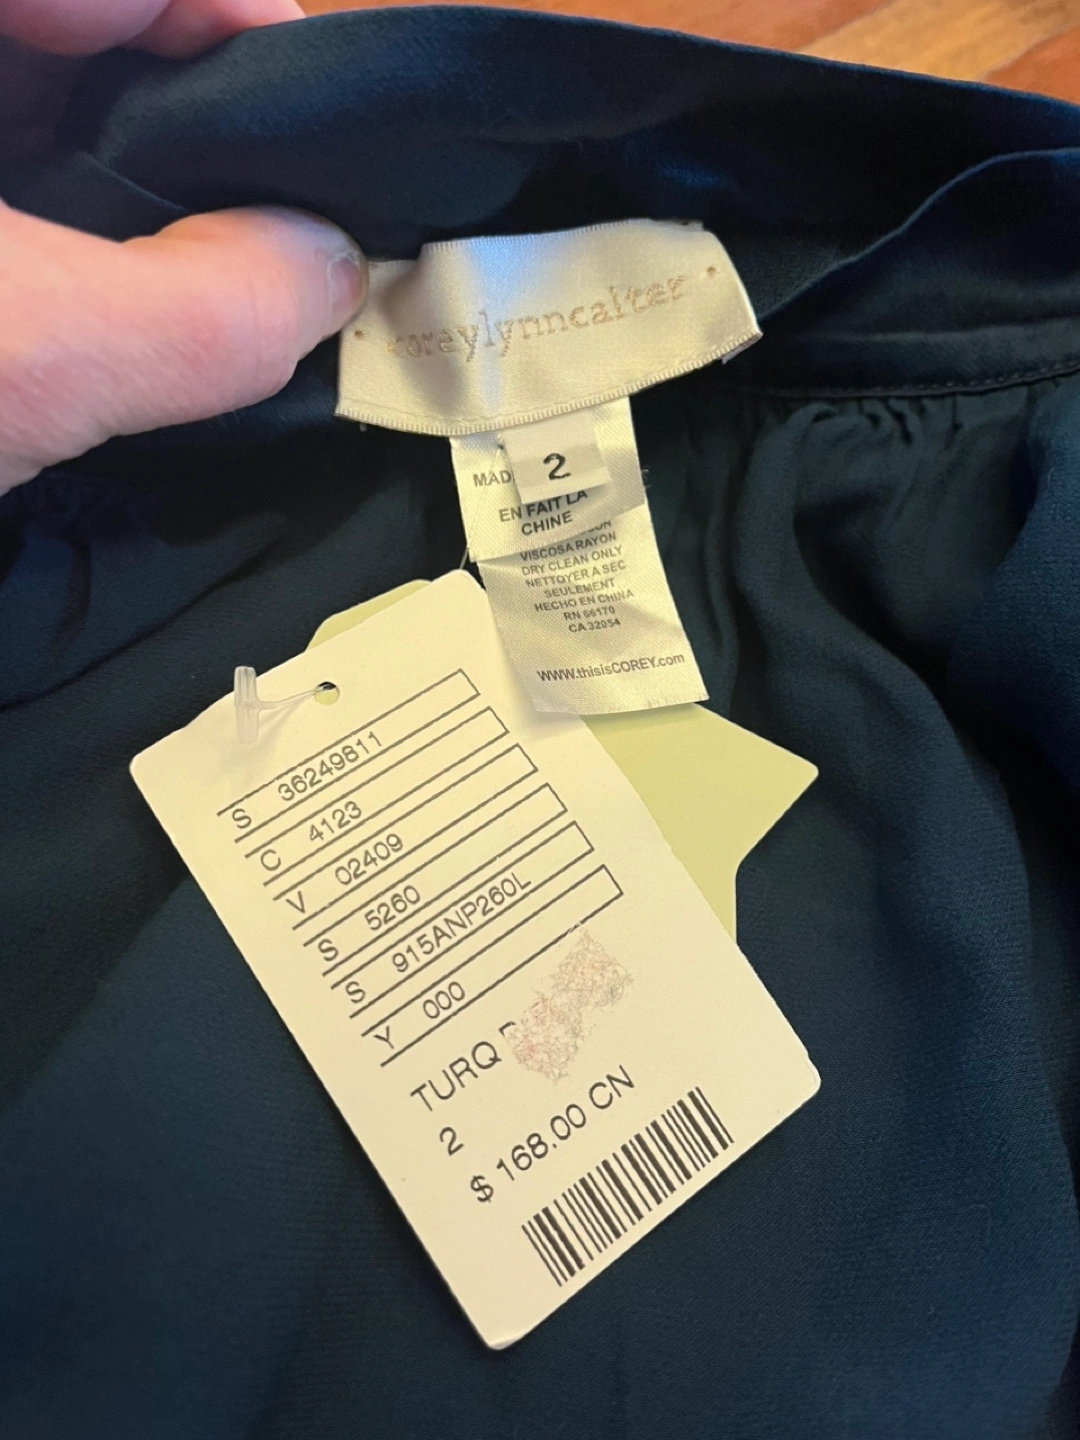 coreylynncalter
2
MAD
EN FAIT LA
CHINE
VISCOSA RAYON
DRY CLEAN ONLY
NETTOYER A SEC
SEULEMENT
HECHO EN CHINA
RN 66170
CA 32054
WWW.thisisCOREY.com
S 36249811
C 4123
V 02409
S 5260
S 915ANP260L
Y 000
TURQ
2
$ 168.00 CN